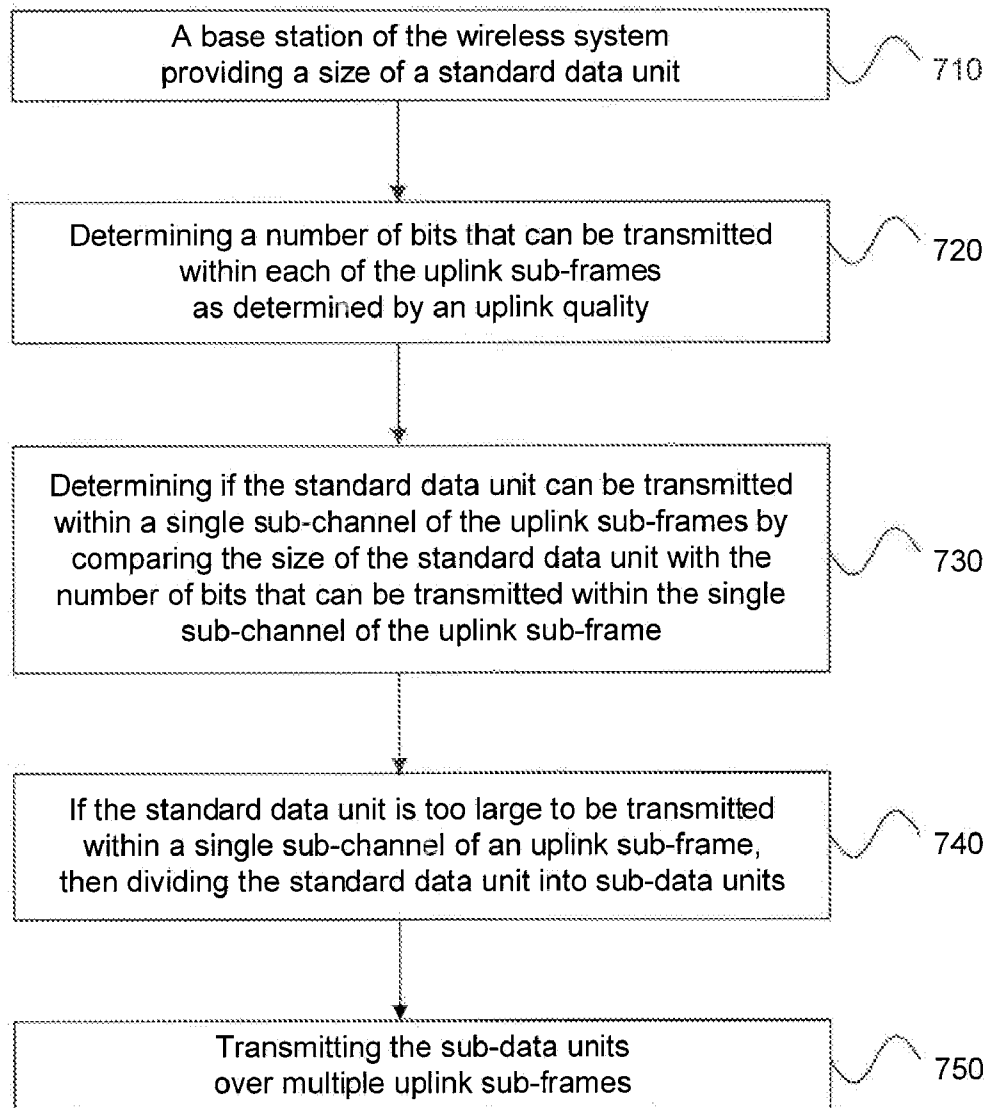 A base station of the wireless system
providing a size of a standard data unit
710
Determining a number of bits that can be transmitted
within each of the uplink sub-frames
as determined by an uplink quality
720
Determining if the standard data unit can be transmitted
within a single sub-channel of the uplink sub-frames by
comparing the size of the standard data unit with the
number of bits that can be transmitted within the single
sub-channel of the uplink sub-frame
730
If the standard data unit is too large to be transmitted
within a single sub-channel of an uplink sub-frame,
then dividing the standard data unit into sub-data units
740
Transmitting the sub-data units
over multiple uplink sub-frames
750